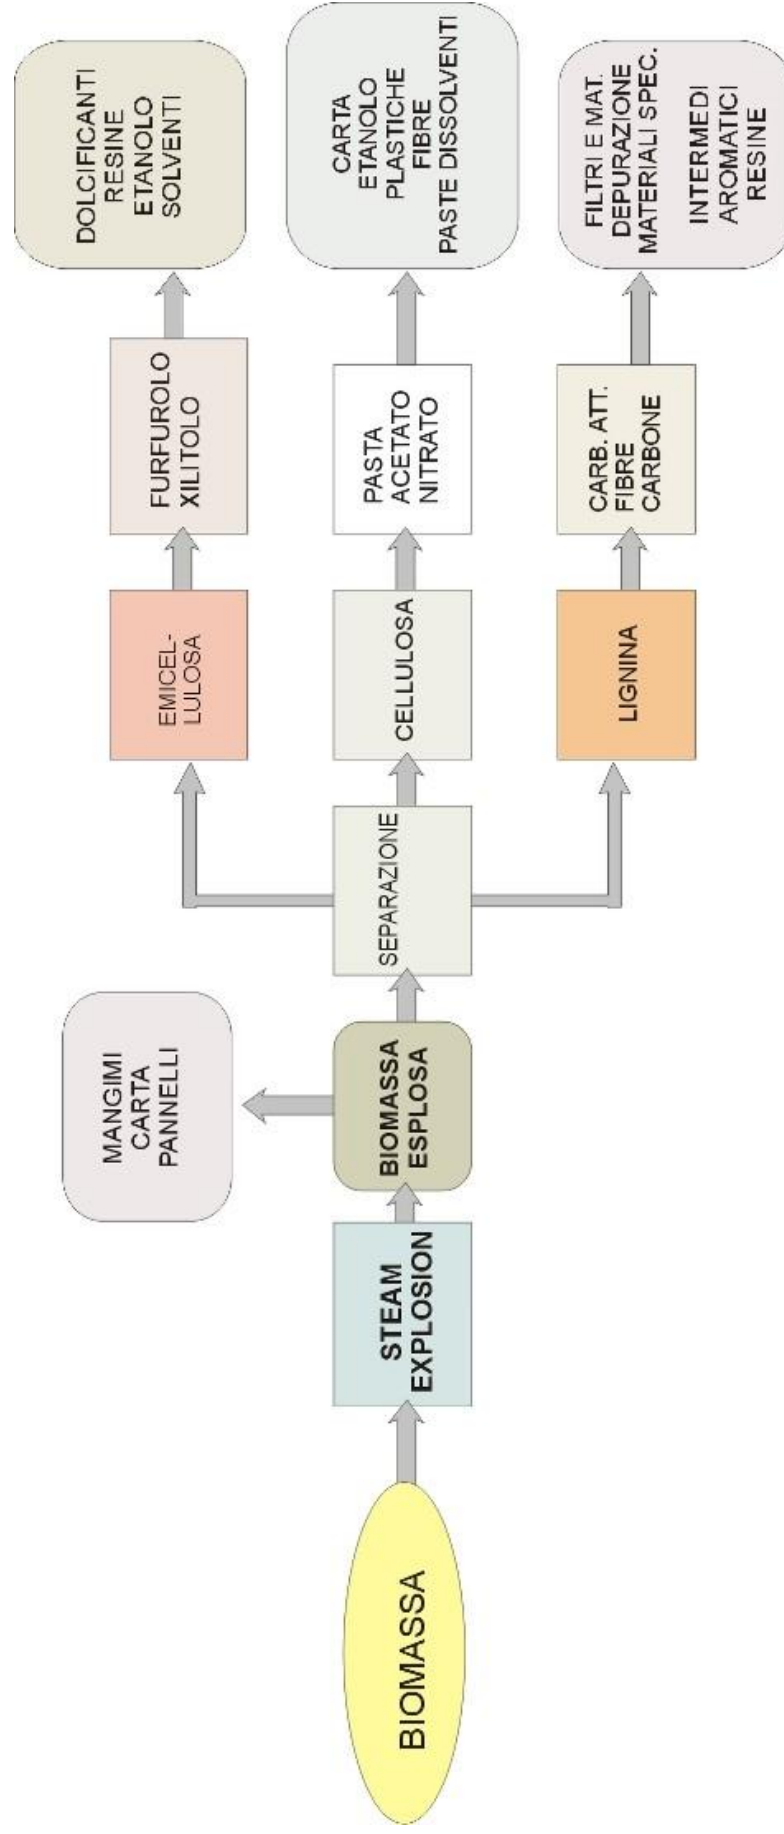 BIOMASSA
STEAM
EXPLOSION
BIOMASSA
ESPLOSA
MANGIMI
CARTA
PANNELLI
SEPARAZIONE
EMICEL-
LULOSA
FURFUROLO
XILITOLO
DOLCIFICANTI
RESINE
ETANOLO
SOLVENTI
CELLULOSA
PASTA
ACETATO
NITRATO
CARTA
ETANOLO
PLASTICHE
FIBRE
PASTE DISSOLVENTI
LIGNINA
CARB. ATT.
FIBRE
CARBONE
FILTRI E MAT.
DEPURAZIONE
MATERIALI SPEC.
INTERMEDI
AROMATICI
RESINE